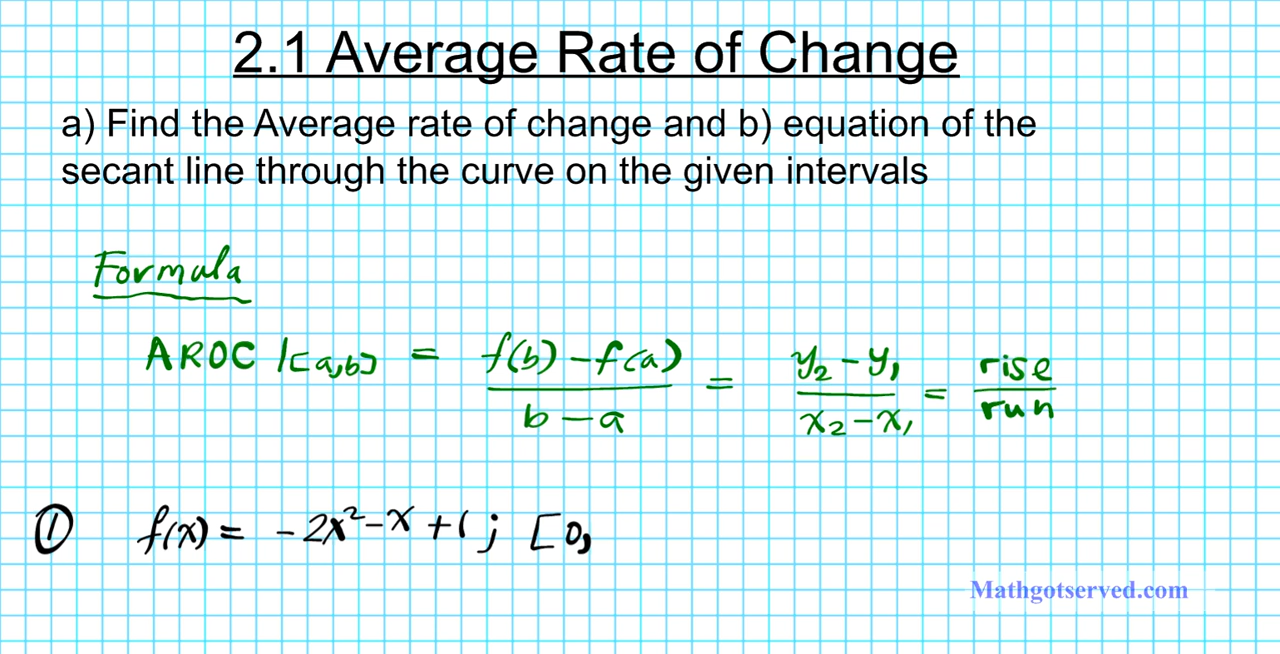 2.1 Average Rate of Change
a) Find the Average rate of change and b) equation of the
secant line through the curve on the given intervals
Formula
AROC |[a,b] = f(b) - f(a) / b - a = y₂ - y₁ / x₂ - x₁ = rise / run
① f(x) = -2x² - x + 1 ; [0,
Mathgotserved.com